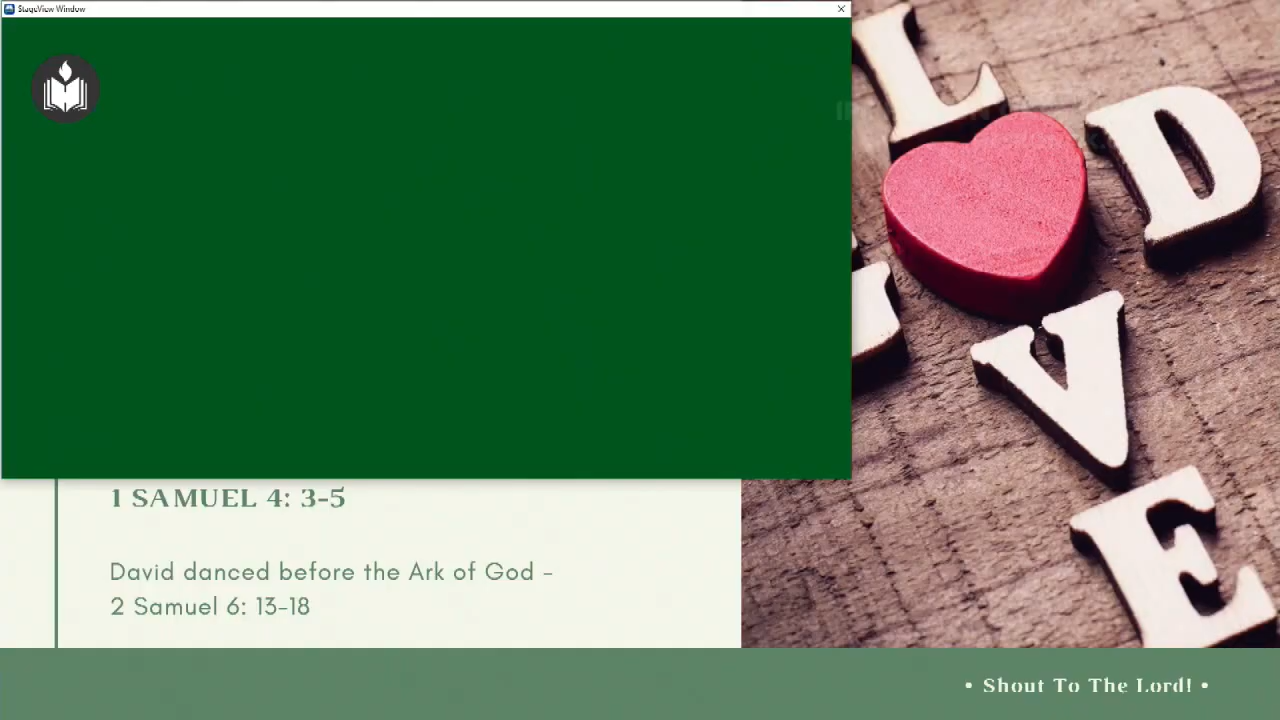 StageView Window
L
D
V
E
1 SAMUEL 4: 3-5
David danced before the Ark of God –
2 Samuel 6: 13-18
• Shout To The Lord! •